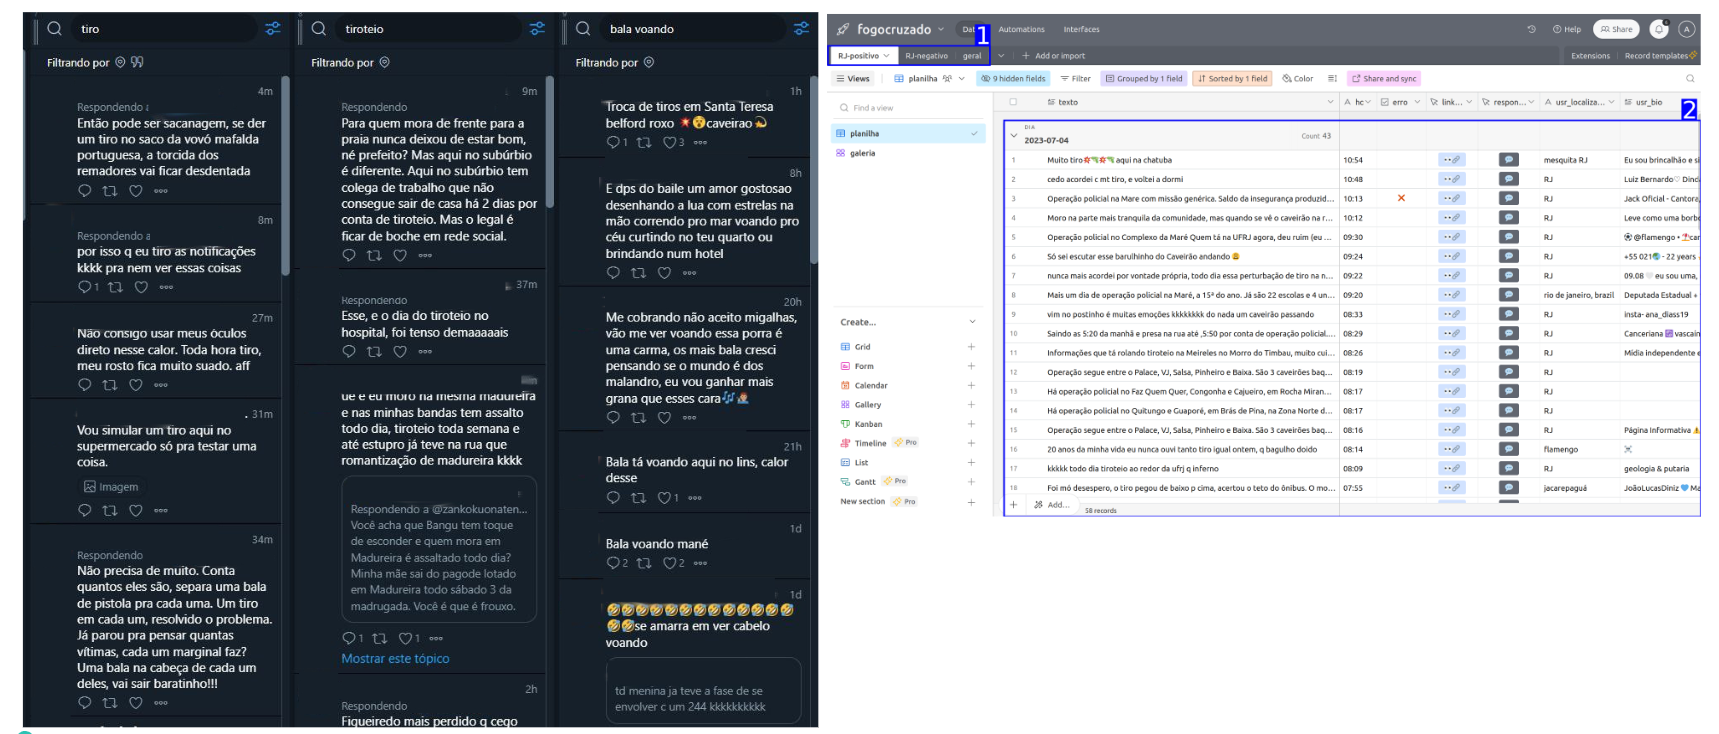 tiro
Filtrando por
4m
Respondendo a
Então pode ser sacanagem, se der
um tiro no saco da vovó mafalda
portuguesa, a torcida dos
remadores vai ficar desdentada
8m
Respondendo a
por isso q eu tiro as notificações
kkkk pra nem ver essas coisas
1
27m
Não consigo usar meus óculos
direto nesse calor. Toda hora tiro,
meu rosto fica muito suado. aff
31m
Vou simular um tiro aqui no
supermercado só pra testar uma
coisa.
Imagem
34m
Respondendo
Não precisa de muito. Conta
quantos eles são, separa uma bala
de pistola pra cada uma. Um tiro
em cada um, resolvido o problema.
Já parou pra pensar quantas
vítimas, cada um marginal faz?
Uma bala na cabeça de cada um
deles, vai sair baratinho!!!
tiroteio
Filtrando por
9m
Respondendo
Para quem mora de frente para a
praia nunca deixou de estar bom,
né prefeito? Mas aqui no subúrbio
é diferente. Aqui no subúrbio tem
colega de trabalho que não
consegue sair de casa há 2 dias por
conta de tiroteio. Mas o legal é
ficar de boche em rede social.
37m
Respondendo
Esse, e o dia do tiroteio no
hospital, foi tenso demaaaaais
ue e eu moro na mesma madureira
e nas minhas bandas tem assalto
todo dia, tiroteio toda semana e
até estupro já teve na rua que
romantização de madureira kkkk
Respondendo a @zankokuonaten...
Você acha que Bangu tem toque
de esconder e quem mora em
Madureira é assaltado todo dia?
Minha mãe sai do pagode lotado
em Madureira todo sábado 3 da
madrugada. Você é que é frouxo.
1 1
Mostrar este tópico
2h
Respondendo
Figueiredo mais perdido q cego
bala voando
Filtrando por
1h
Troca de tiros em Santa Teresa
belford roxo 💥😵caveirao 💫
1 3
8h
E dps do baile um amor gostosao
desenhando a lua com estrelas na
mão correndo pro mar voando pro
céu curtindo no teu quarto ou
brindando num hotel
20h
Me cobrando não aceito migalhas,
vão me ver voando essa porra é
uma carma, os mais bala cresci
pensando se o mundo é dos
malandro, eu vou ganhar mais
grana que esses cara🎶
21h
Bala tá voando aqui no lins, calor
desse
1
1d
Bala voando mané
2 2
1d
🤣🤣🤣🤣🤣🤣🤣🤣🤣🤣🤣🤣🤣
🤣🤣se amarra em ver cabelo
voando
td menina ja teve a fase de se
envolver c um 244 kkkkkkkkkk
fogocruzado Dat Automations Interfaces Help Share A
1
RJ-positivo RJ-negativo geral + Add or import Extensions Record templates
Views planilha 9 hidden fields Filter Grouped by 1 field Sorted by 1 field Color Share and sync
Find a view
planilha
galeria
Create...
Grid
Form
Calendar
Gallery
Kanban
Timeline Pro
List
Gantt Pro
New section Pro
texto hc erro link... respon... usr_localiza... usr_bio
2
DIA
2023-07-04 Count 43
1 Muito tiro💥🔫💥🔫 aqui na chatuba 10:54 mesquita RJ Eu sou brincalhão e si
2 cedo acordei c mt tiro, e voltei a dormi 10:48 RJ Luiz Bernardo♡ Dind
3 Operação policial na Mare com missão genérica. Saldo da insegurança produzid... 10:13 ❌ RJ Jack Oficial - Cantora,
4 Moro na parte mais tranquila da comunidade, mas quando se vê o caveirão na r... 10:12 RJ Leve como uma borbo
5 Operação policial no Complexo da Maré Quem tá na UFRJ agora, deu ruim (eu ... 09:30 RJ ⚽ @flamengo • ⛱car
6 Só sei escutar esse barulhinho do Caveirão andando 😩 09:24 RJ +55 021🌎 - 22 years
7 nunca mais acordei por vontade própria, todo dia essa perturbação de tiro na n... 09:22 RJ 09.08 🤍 eu sou uma,
8 Mais um dia de operação policial na Maré, a 15ª do ano. Já são 22 escolas e 4 un... 09:20 rio de janeiro, brazil Deputada Estadual +
9 vim no postinho é muitas emoções kkkkkkkk do nada um caveirão passando 08:33 RJ insta- ana_diass19
10 Saindo as 5:20 da manhã e presa na rua até ,5:50 por conta de operação policial.... 08:29 RJ Canceriana ♋ vascain
11 Informações que tá rolando tiroteio na Meireles no Morro do Timbau, muito cui... 08:26 RJ Mídia independente e
12 Operação segue entre o Palace, VJ, Salsa, Pinheiro e Baixa. São 3 caveirões baq... 08:19 RJ
13 Há operação policial no Faz Quem Quer, Congonha e Cajueiro, em Rocha Miran... 08:17 RJ
14 Há operação policial no Quitungo e Guaporé, em Brás de Pina, na Zona Norte d... 08:17 RJ
15 Operação segue entre o Palace, VJ, Salsa, Pinheiro e Baixa. São 3 caveirões baq... 08:16 RJ Página Informativa ⚠
16 20 anos da minha vida eu nunca ouvi tanto tiro igual ontem, q bagulho doido 08:14 flamengo
17 kkkkk todo dia tiroteio ao redor da ufrj q inferno 08:09 RJ geologia & putaria
18 Foi mó desespero, o tiro pegou de baixo p cima, acertou o teto do ônibus. O mo... 07:55 jacarepaguá JoãoLucasDiniz 💙 Ma
+ Add... 58 records